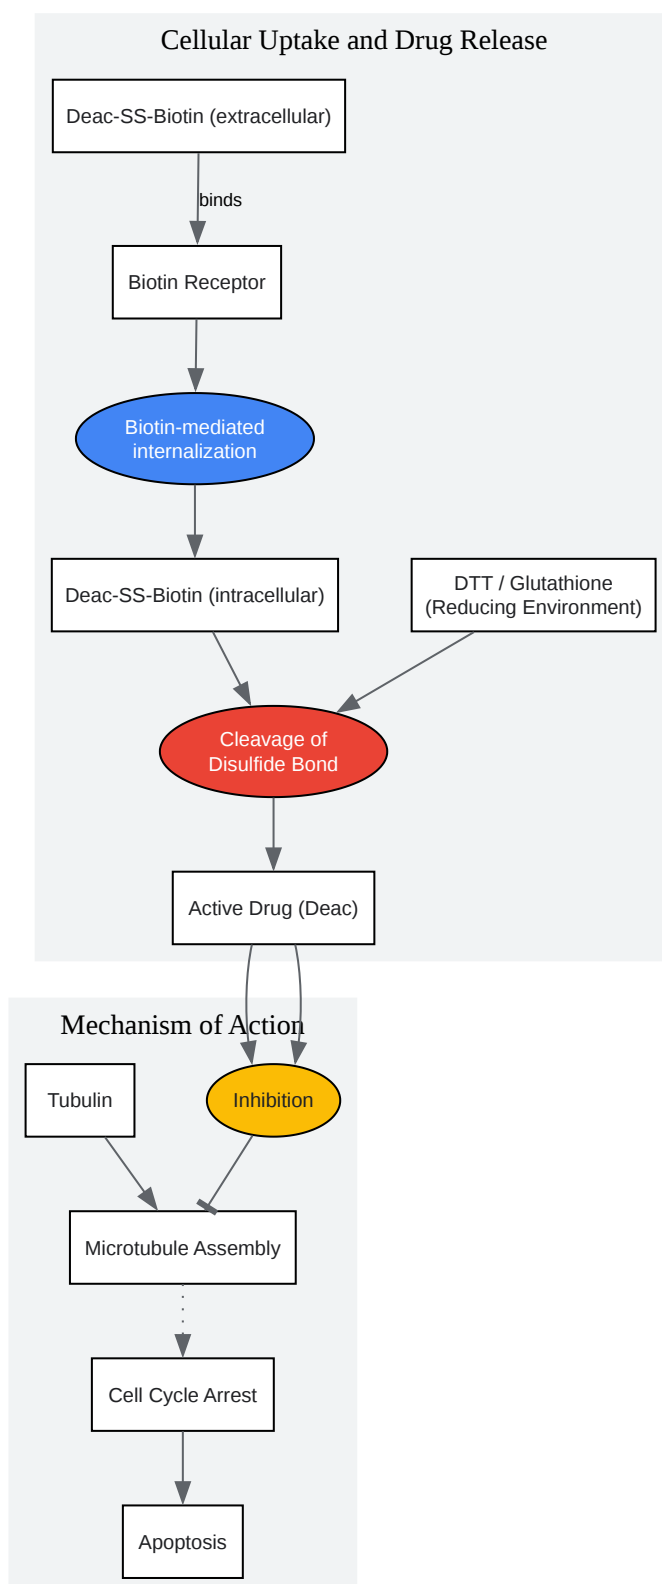 Cellular Uptake and Drug Release
Deac-SS-Biotin (extracellular)
binds
Biotin Receptor
Biotin-mediated
internalization
Deac-SS-Biotin (intracellular)
DTT / Glutathione
(Reducing Environment)
Cleavage of
Disulfide Bond
Active Drug (Deac)
Mechanism of Action
Tubulin
Inhibition
Microtubule Assembly
Cell Cycle Arrest
Apoptosis